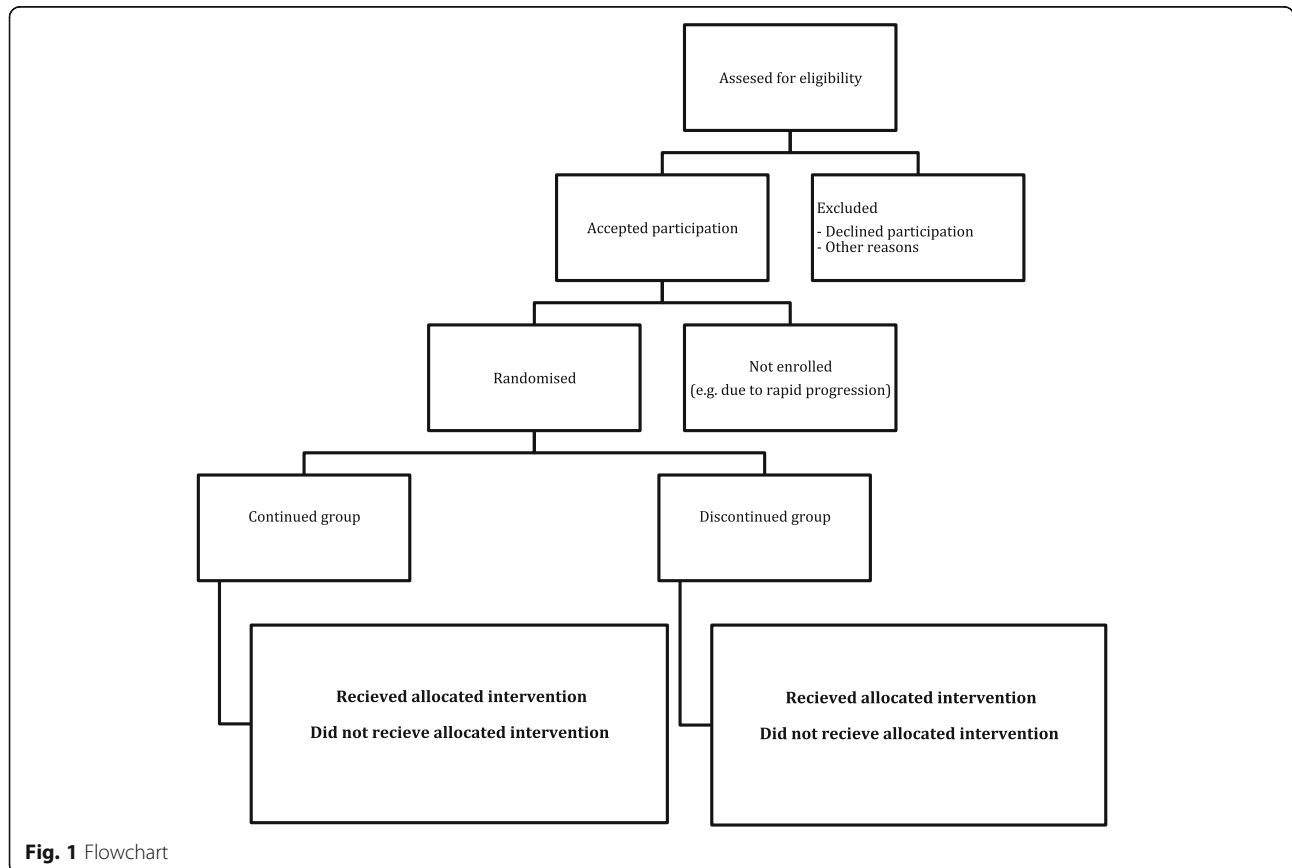 Assesed for eligibility
Accepted participation
Excluded
- Declined participation
- Other reasons
Randomised
Not enrolled
(e.g. due to rapid progression)
Continued group
Discontinued group
Recieved allocated intervention
Did not recieve allocated intervention
Recieved allocated intervention
Did not recieve allocated intervention
Fig. 1 Flowchart